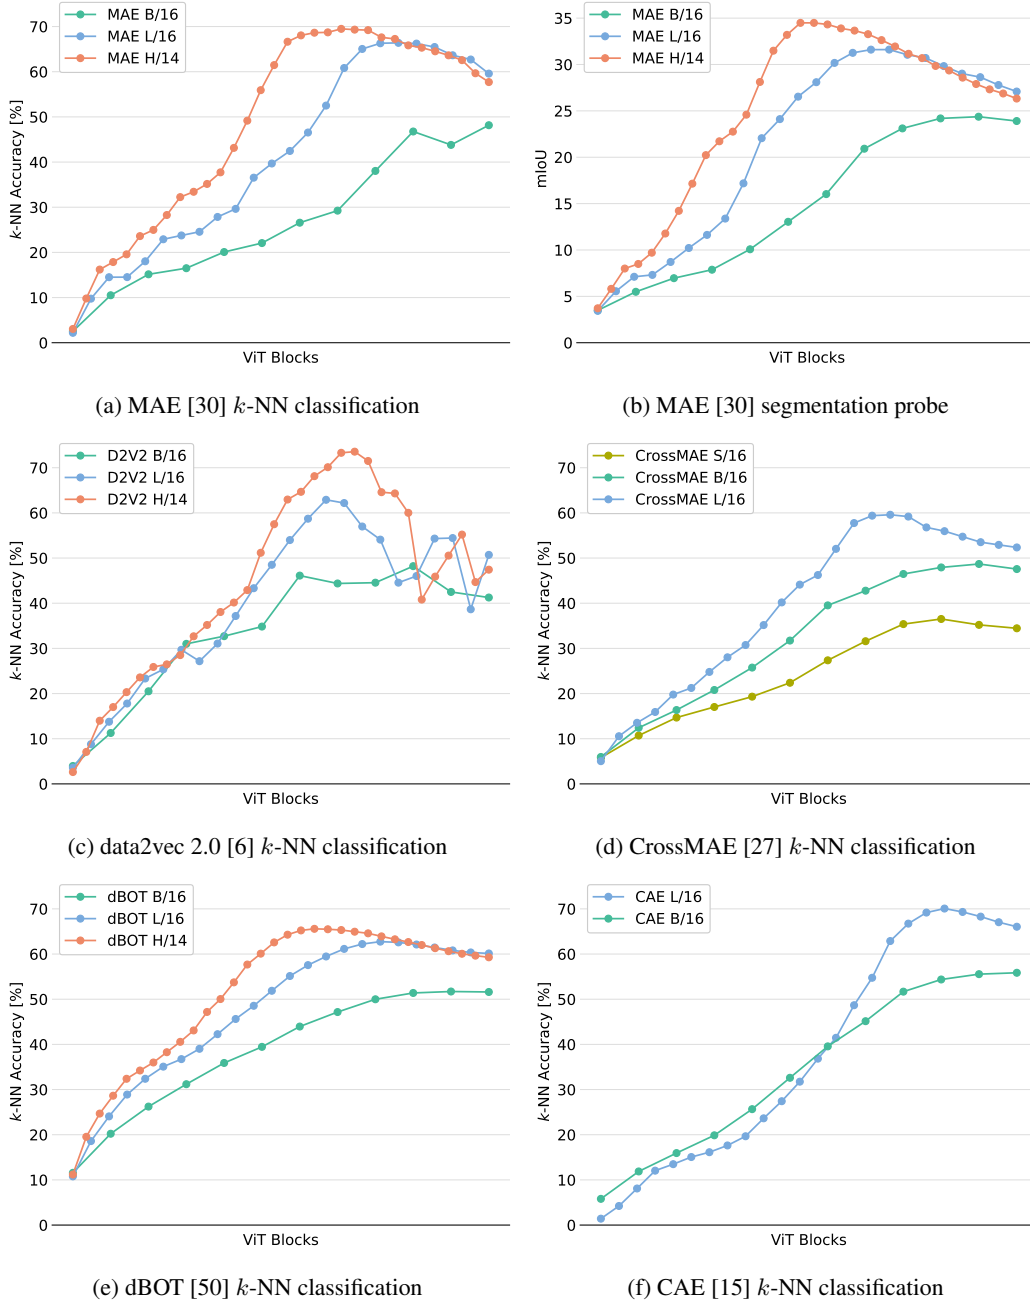 MAE B/16
MAE L/16
MAE H/14
70
60
50
40
30
20
10
0
k-NN Accuracy [%]
ViT Blocks
(a) MAE [30] k-NN classification
MAE B/16
MAE L/16
MAE H/14
35
30
25
20
15
10
5
0
mIoU
ViT Blocks
(b) MAE [30] segmentation probe
D2V2 B/16
D2V2 L/16
D2V2 H/14
70
60
50
40
30
20
10
0
k-NN Accuracy [%]
ViT Blocks
(c) data2vec 2.0 [6] k-NN classification
CrossMAE S/16
CrossMAE B/16
CrossMAE L/16
70
60
50
40
30
20
10
0
k-NN Accuracy [%]
ViT Blocks
(d) CrossMAE [27] k-NN classification
dBOT B/16
dBOT L/16
dBOT H/14
70
60
50
40
30
20
10
0
k-NN Accuracy [%]
ViT Blocks
(e) dBOT [50] k-NN classification
CAE L/16
CAE B/16
70
60
50
40
30
20
10
0
k-NN Accuracy [%]
ViT Blocks
(f) CAE [15] k-NN classification